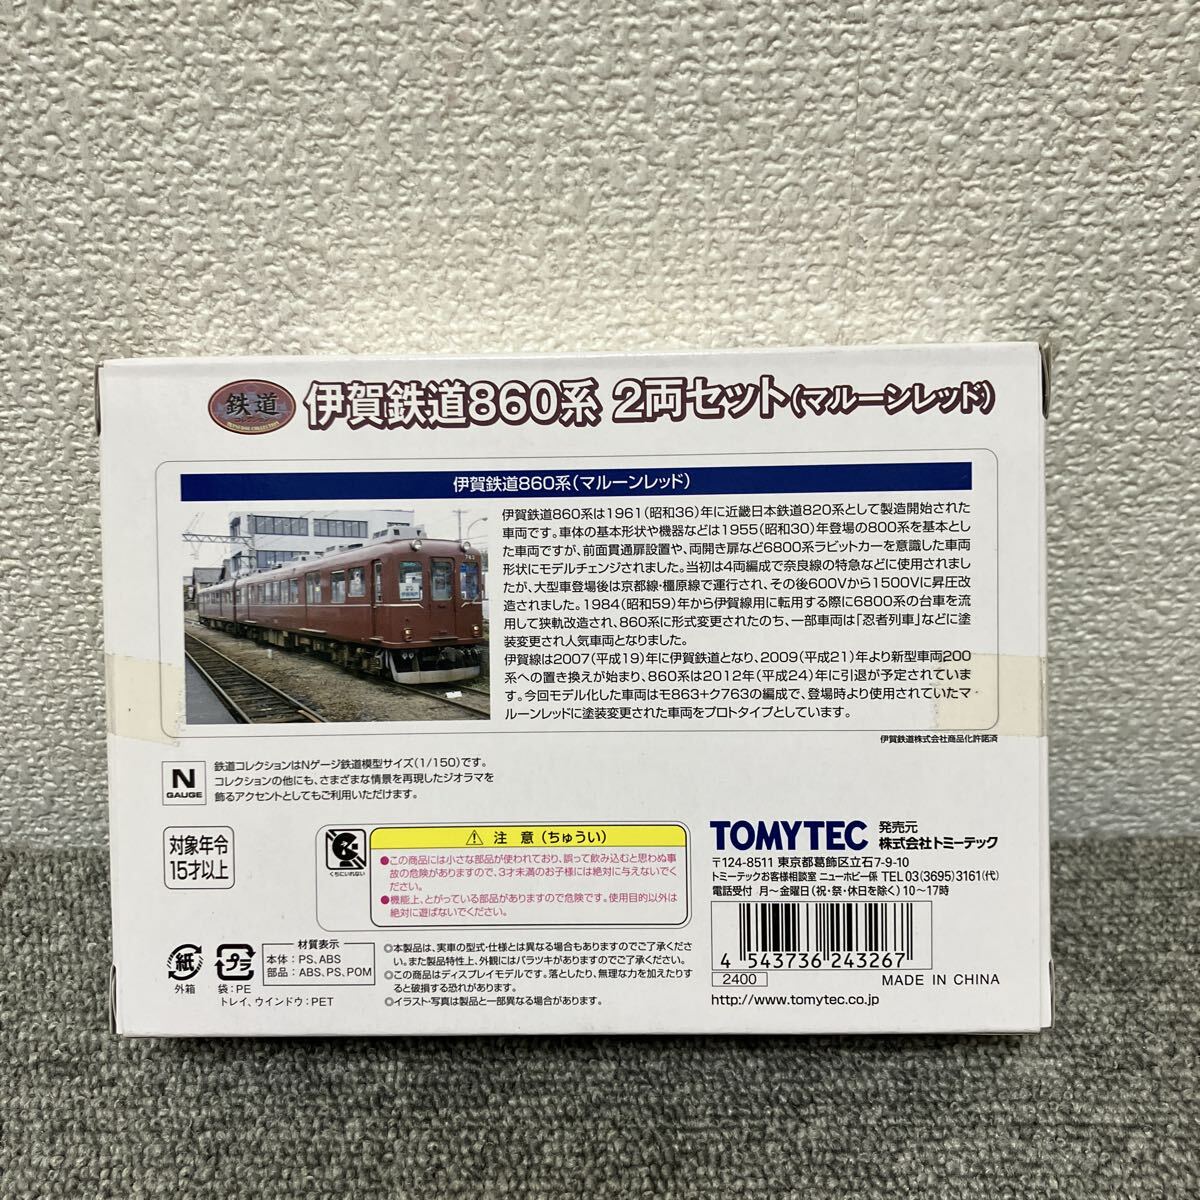 鉄道
TETSUDOU COLLECTION
伊賀鉄道860系 2両セット(マルーンレッド)
伊賀鉄道860系(マルーンレッド)
伊賀鉄道860系は1961(昭和36)年に近畿日本鉄道820系として製造開始された
車両です。車体の基本形状や機器などは1955(昭和30)年登場の800系を基本とし
た車両ですが、前面貫通扉設置や、両開き扉など6800系ラビットカーを意識した車両
形状にモデルチェンジされました。当初は4両編成で奈良線の特急などに使用されまし
たが、大型車登場後は京都線・橿原線で運行され、その後600Vから1500Vに昇圧改
造されました。1984(昭和59)年から伊賀線用に転用する際に6800系の台車を流
用して狭軌改造され、860系に形式変更されたのち、一部車両は「忍者列車」などに塗
装変更され人気車両となりました。
伊賀線は2007(平成19)年に伊賀鉄道となり、2009(平成21)年より新型車両200
系への置き換えが始まり、860系は2012年(平成24)年に引退が予定されていま
す。今回モデル化した車両はモ863+ク763の編成で、登場時より使用されていたマ
ルーンレッドに塗装変更された車両をプロトタイプとしています。
763
伊賀鉄道株式会社商品化許諾済
N
GAUGE
鉄道コレクションはNゲージ鉄道模型サイズ(1/150)です。
コレクションの他にも、さまざまな情景を再現したジオラマを
飾るアクセントとしてもご利用いただけます。
対象年令
15才以上
くちにいれない
注意(ちゅうい)
●この商品には小さな部品が使われており、誤って飲み込むと思わぬ事
故の危険がありますので、3才未満のお子様には絶対に与えないでく
ださい。
●機能上、とがっている部品がありますので危険です。使用目的以外は
絶対に遊ばないでください。
TOMYTEC 発売元
株式会社トミーテック
〒124-8511 東京都葛飾区立石7-9-10
トミーテックお客様相談室 ニューホビー係 TEL 03(3695)3161(代)
電話受付 月~金曜日(祝・祭・休日を除く)10~17時
紙
外箱
プラ
袋:PE
トレイ、ウインドウ:PET
材質表示
本体:PS、ABS
部品:ABS、PS、POM
◎本製品は、実車の型式・仕様とは異なる場合もありますのでご了承くださ
い。また製品特性上、外観にはバラツキがありますのでご了承ください。
◎この商品はディスプレイモデルです。落としたり、無理な力を加えたりす
ると破損する恐れがあります。
◎イラスト・写真は製品と一部異なる場合があります。
4 543736 243267
2400
MADE IN CHINA
http://www.tomytec.co.jp